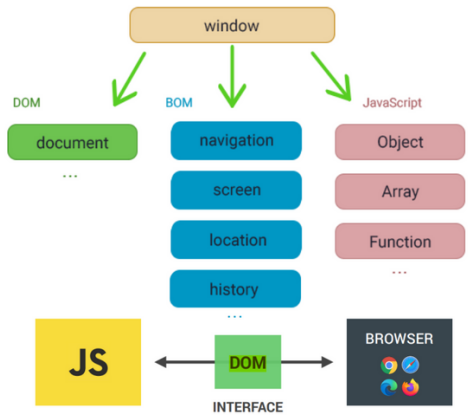 window
DOM
BOM
JavaScript
document
...
navigation
screen
location
history
...
Object
Array
Function
...
JS
DOM
INTERFACE
BROWSER